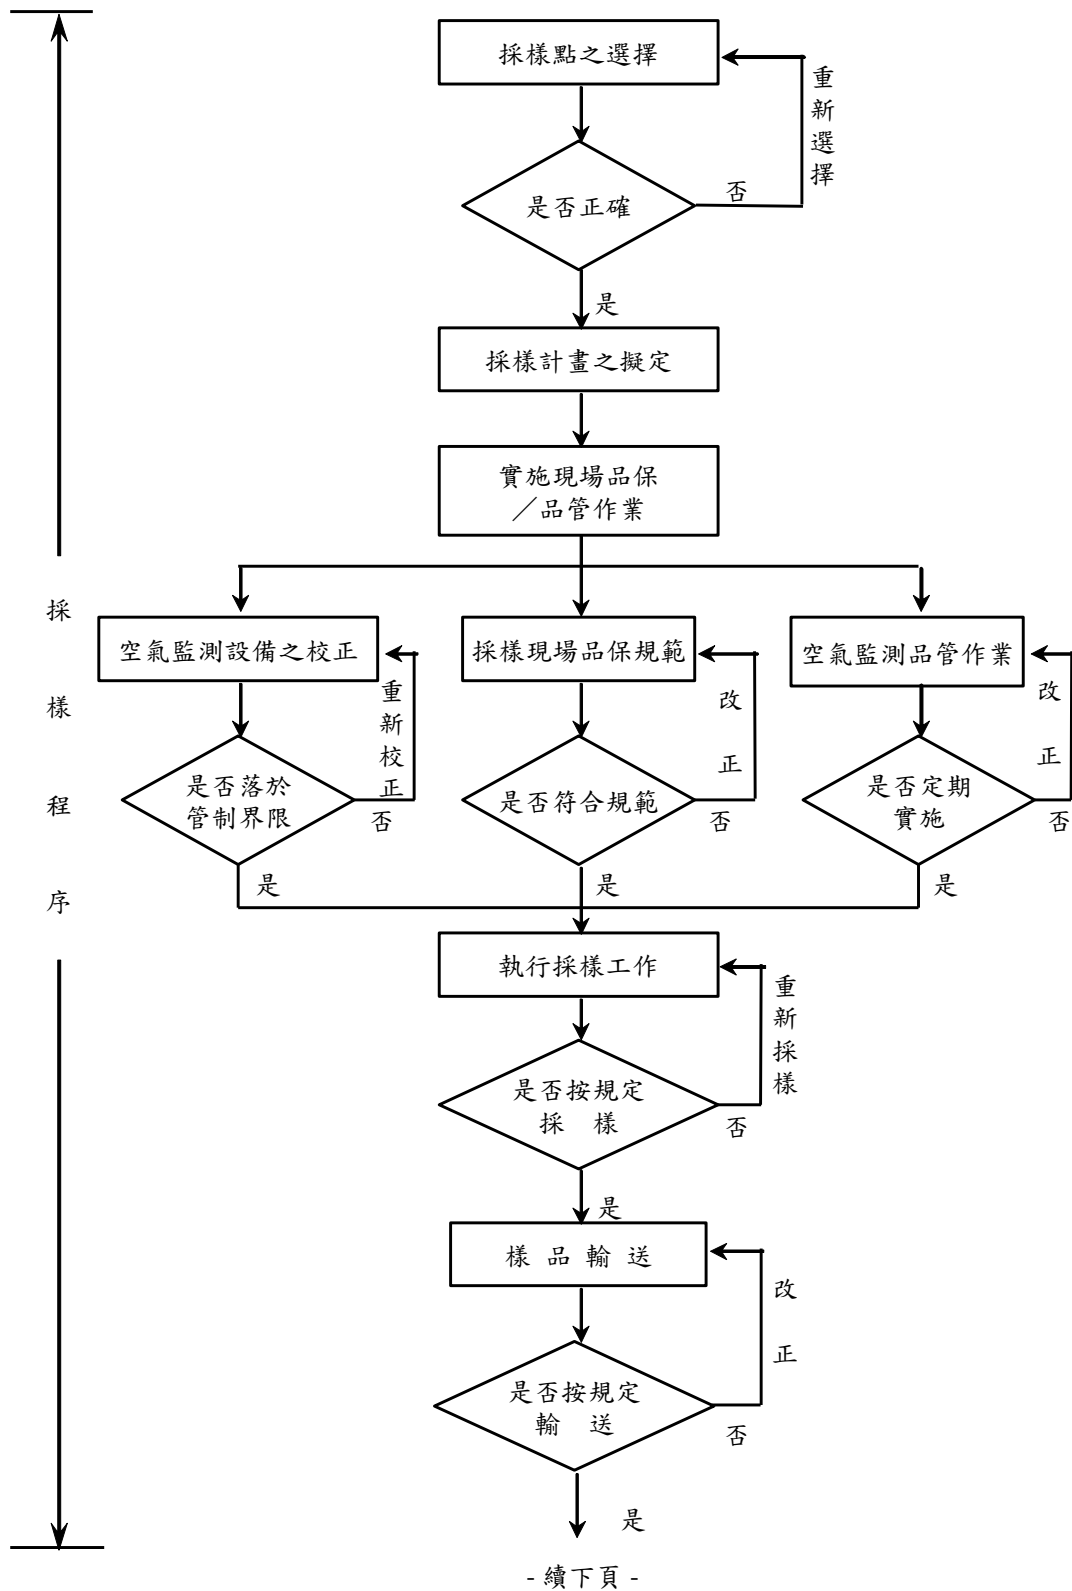 採樣點之選擇
重新選擇
是否正確
否
是
採樣計畫之擬定
實施現場品保
／品管作業
採樣程序
空氣監測設備之校正
重新校正
是否落於
管制界限
否
是
採樣現場品保規範
改正
是否符合規範
否
是
空氣監測品管作業
改正
是否定期
實施
否
是
執行採樣工作
重新採樣
是否按規定
採　樣
否
是
樣 品 輸 送
改正
是否按規定
輸　送
否
是
- 續下頁 -